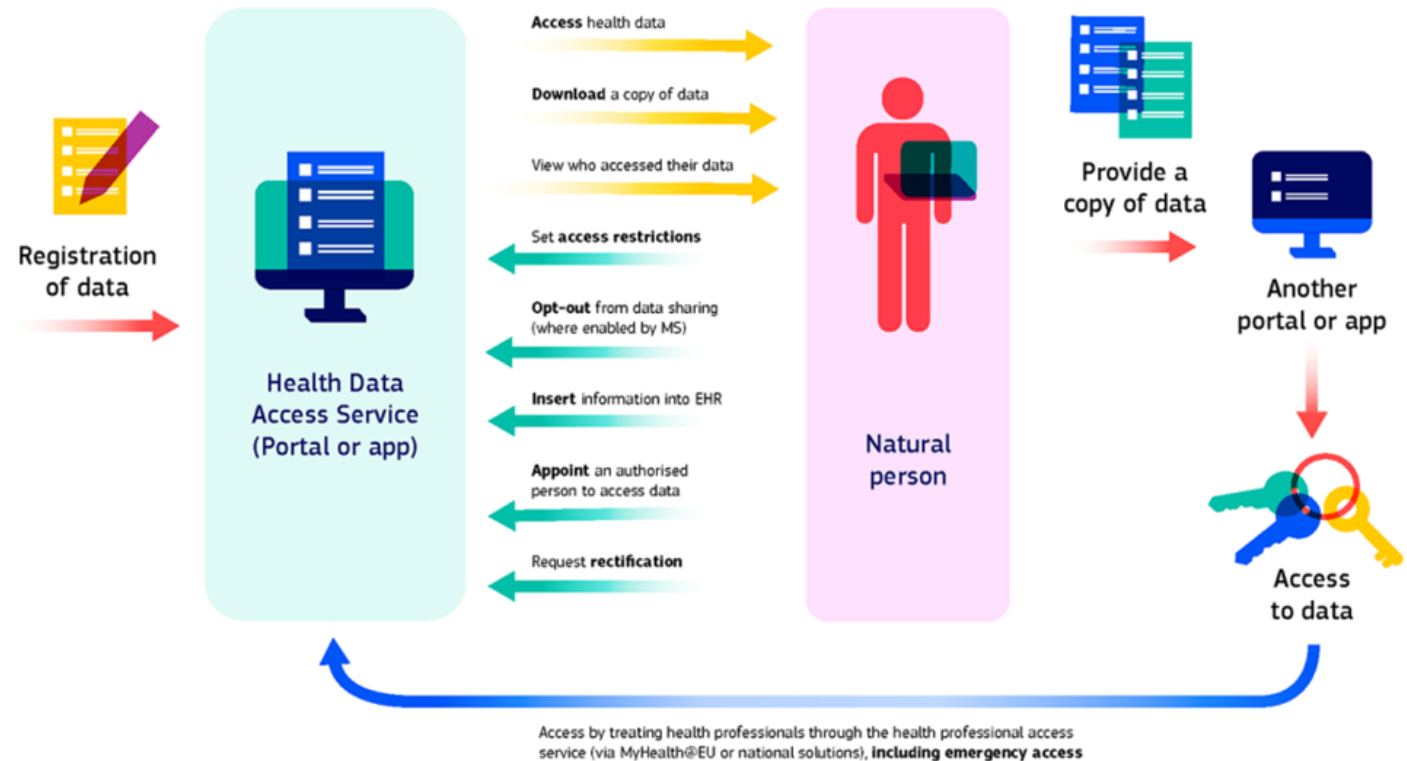 Registration
of data
Health Data
Access Service
(Portal or app)
Access health data
Download a copy of data
View who accessed their data
Set access restrictions
Opt-out from data sharing
(where enabled by MS)
Insert information into EHR
Appoint an authorised
person to access data
Request rectification
Natural
person
Provide a
copy of data
Another
portal or app
Access
to data
Access by treating health professionals through the health professional access
service (via MyHealth@EU or national solutions), including emergency access